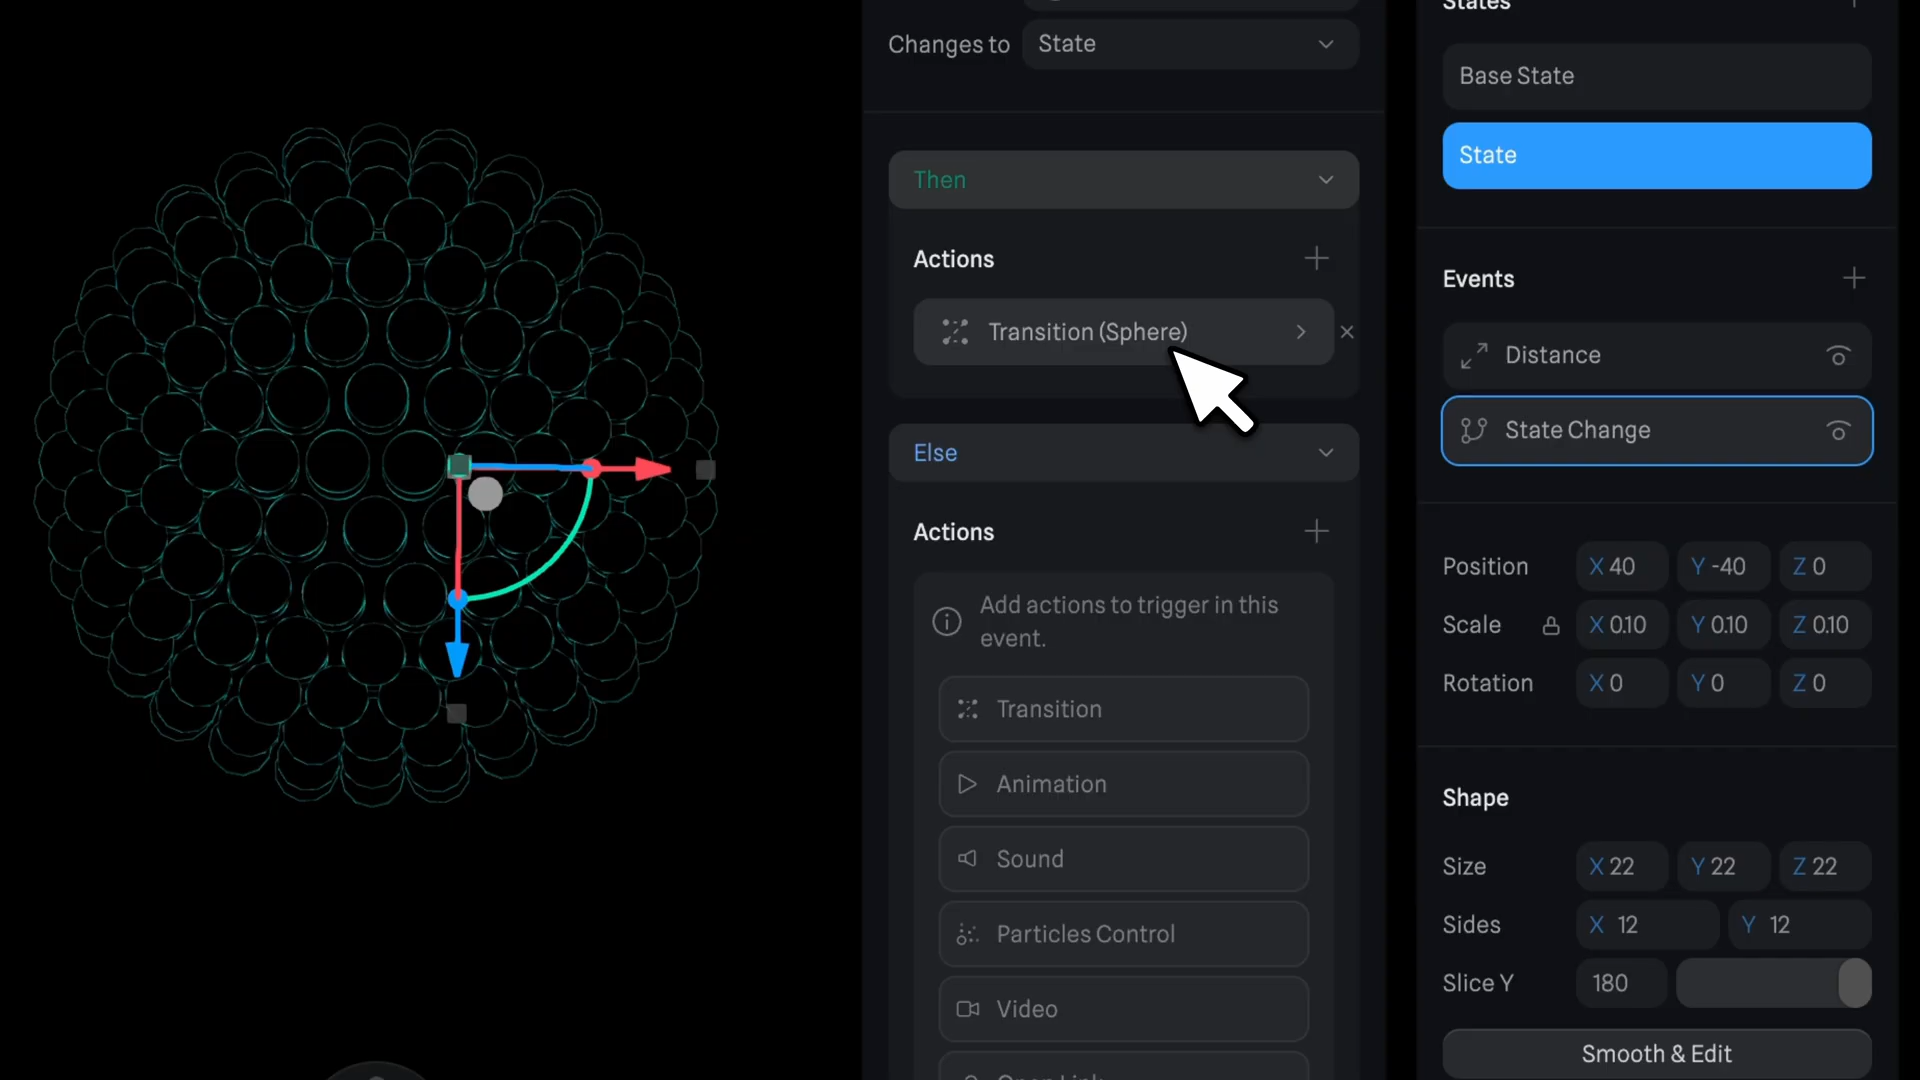 Changes to
State
Then
Actions
Transition (Sphere)
Else
Actions
Add actions to trigger in this
event.
Transition
Animation
Sound
Particles Control
Video
States
Base State
State
Events
Distance
State Change
Position X 40 Y -40 Z 0
Scale X 0.10 Y 0.10 Z 0.10
Rotation X 0 Y 0 Z 0
Shape
Size X 22 Y 22 Z 22
Sides X 12 Y 12
Slice Y 180
Smooth & Edit